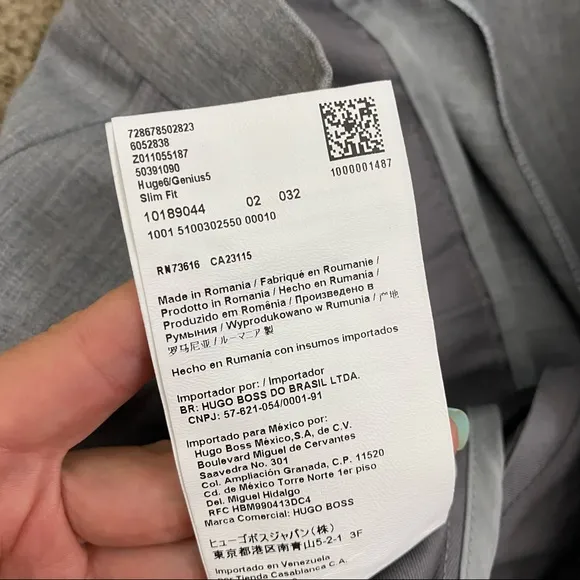 728678502823
6052838
Z011055187
50391090
Huge6/Genius5
Slim Fit
10189044 02 032
1001 5100302550 00010
1000001487
RN73616 CA23115
Made in Romania / Fabriqué en Roumanie /
Prodotto in Romania / Hecho en Rumania /
Produzido em Romênia / Произведено в
Румыния / Wyprodukowano w Rumunia / 产地
罗马尼亚 / ルーマニア製
Hecho en Rumania con insumos importados
Importador por: / Importador
BR: HUGO BOSS DO BRASIL LTDA.
CNPJ: 57-621-054/0001-91
Importado para México por:
Hugo Boss México,S.A, de C.V.
Boulevard Miguel de Cervantes
Saavedra No. 301
Col. Ampliación Granada, C.P. 11520
Cd. de México Torre Norte 1er piso
Del. Miguel Hidalgo
RFC HBM990413DC4
Marca Comercial: HUGO BOSS
ヒューゴボスジャパン(株)
東京都港区南青山5-2-1 3F
Importado en Venezuela
Por Tienda Casablanca C.A.